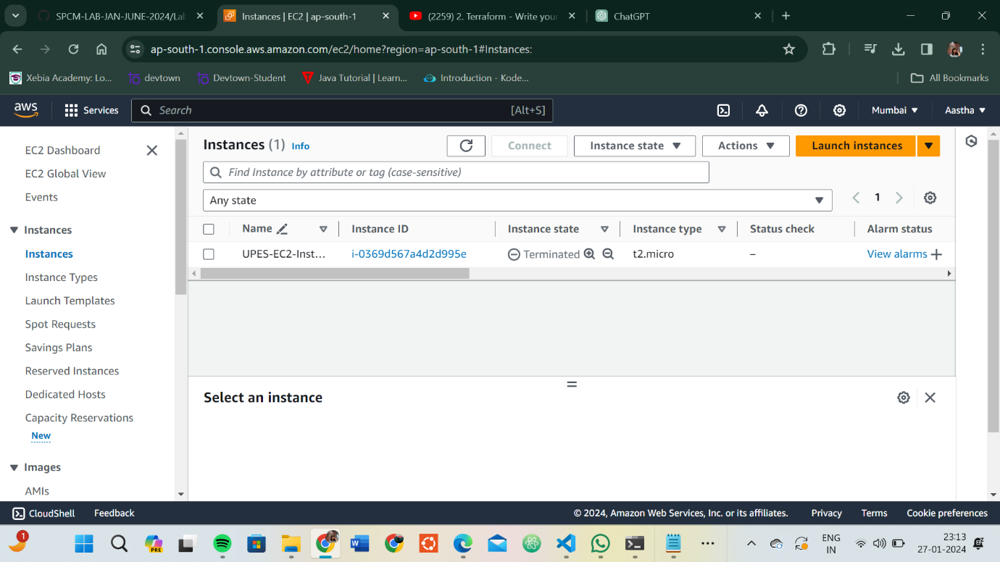 SPCM-LAB-JAN-JUNE-2024/Lab
Instances | EC2 | ap-south-1
(2259) 2. Terraform - Write your
ChatGPT
ap-south-1.console.aws.amazon.com/ec2/home?region=ap-south-1#Instances:
Xebia Academy: Lo...
devtown
Devtown-Student
Java Tutorial | Learn...
Introduction - Kode...
All Bookmarks
aws
Services
Search
[Alt+S]
Mumbai
Aastha
EC2 Dashboard
EC2 Global View
Events
Instances
Instances
Instance Types
Launch Templates
Spot Requests
Savings Plans
Reserved Instances
Dedicated Hosts
Capacity Reservations
New
Images
AMIs
Instances (1) Info
Connect
Instance state
Actions
Launch instances
Find Instance by attribute or tag (case-sensitive)
Any state
1
Name
Instance ID
Instance state
Instance type
Status check
Alarm status
UPES-EC2-Inst...
i-0369d567a4d2d995e
Terminated
t2.micro
–
View alarms
Select an instance
CloudShell
Feedback
© 2024, Amazon Web Services, Inc. or its affiliates.
Privacy
Terms
Cookie preferences
1
PRE
ENG
IN
23:13
27-01-2024